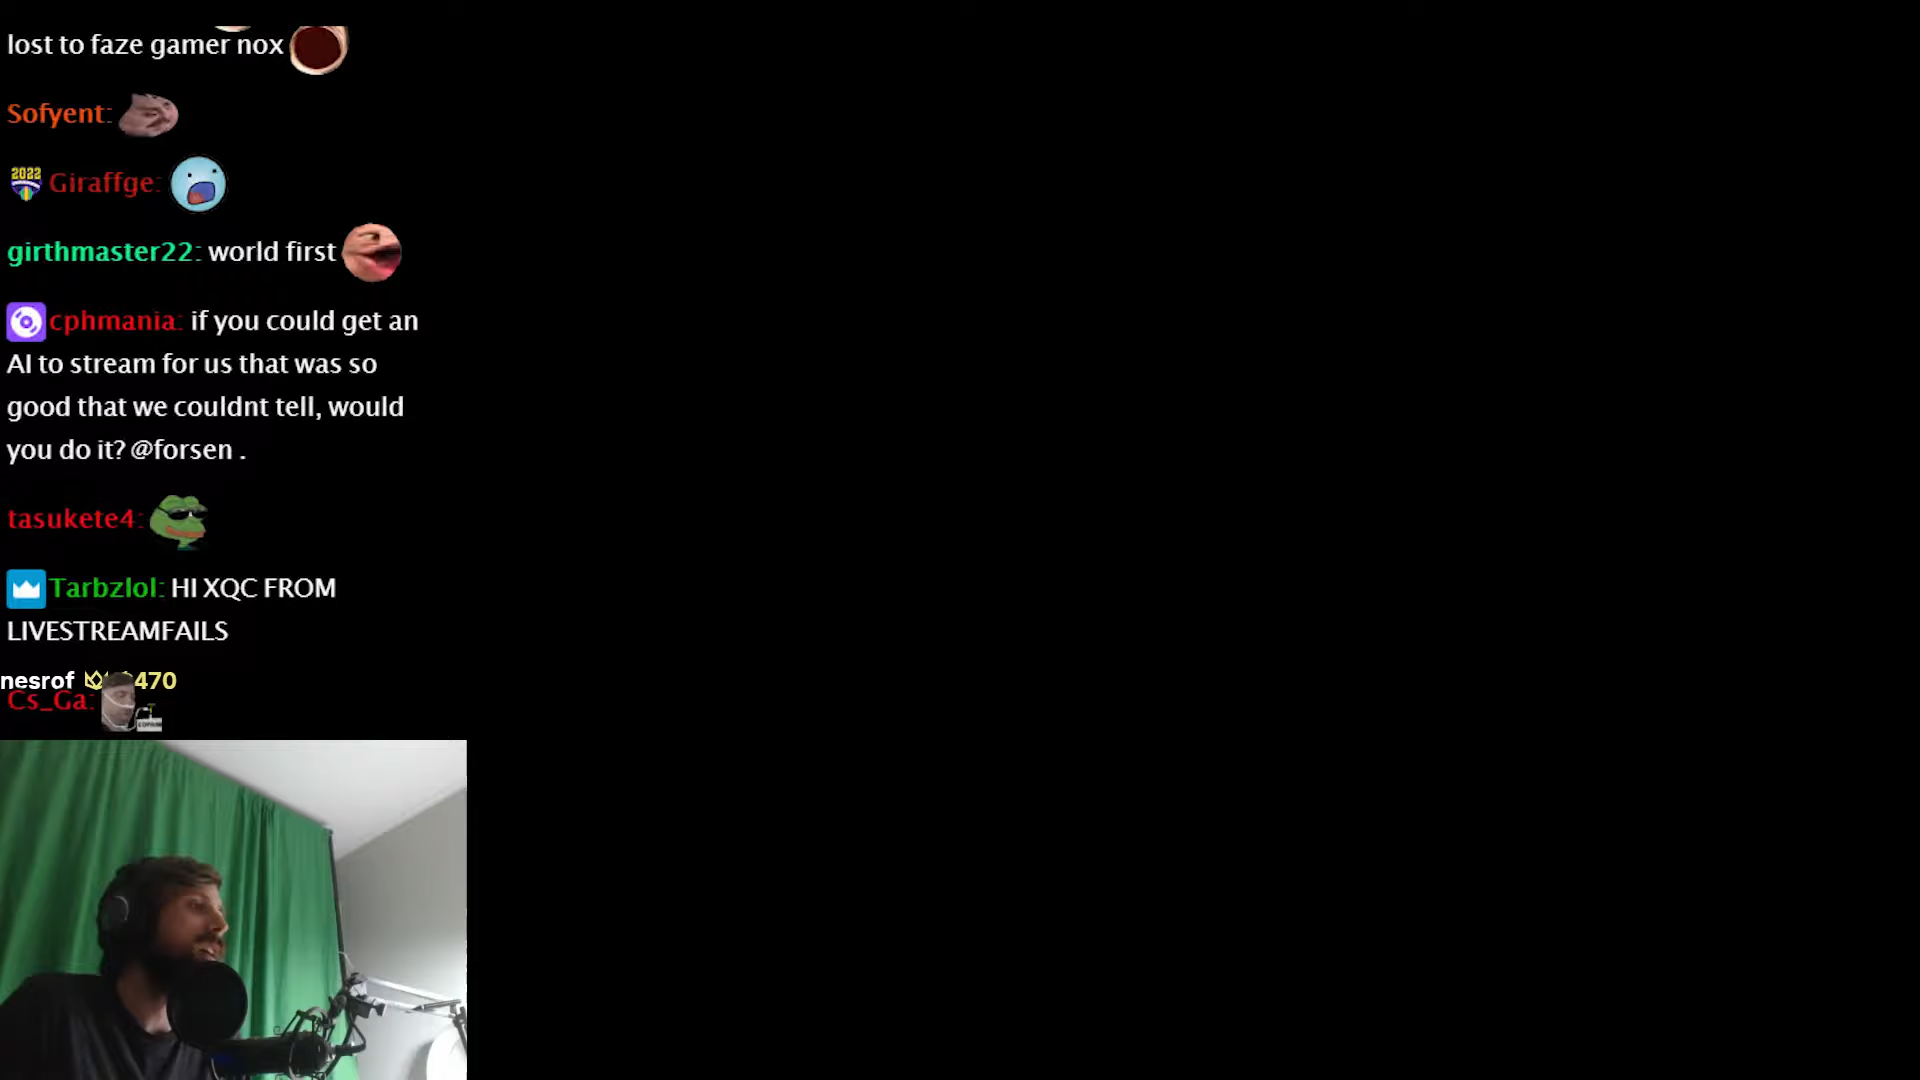 lost to faze gamer nox
Sofyent:
2022 Giraffge:
girthmaster22: world first
cphmania: if you could get an
AI to stream for us that was so
good that we couldnt tell, would
you do it? @forsen .
tasukete4:
Tarbzlol: HI XQC FROM
LIVESTREAMFAILS
nesrof 470
Cs_Ga: